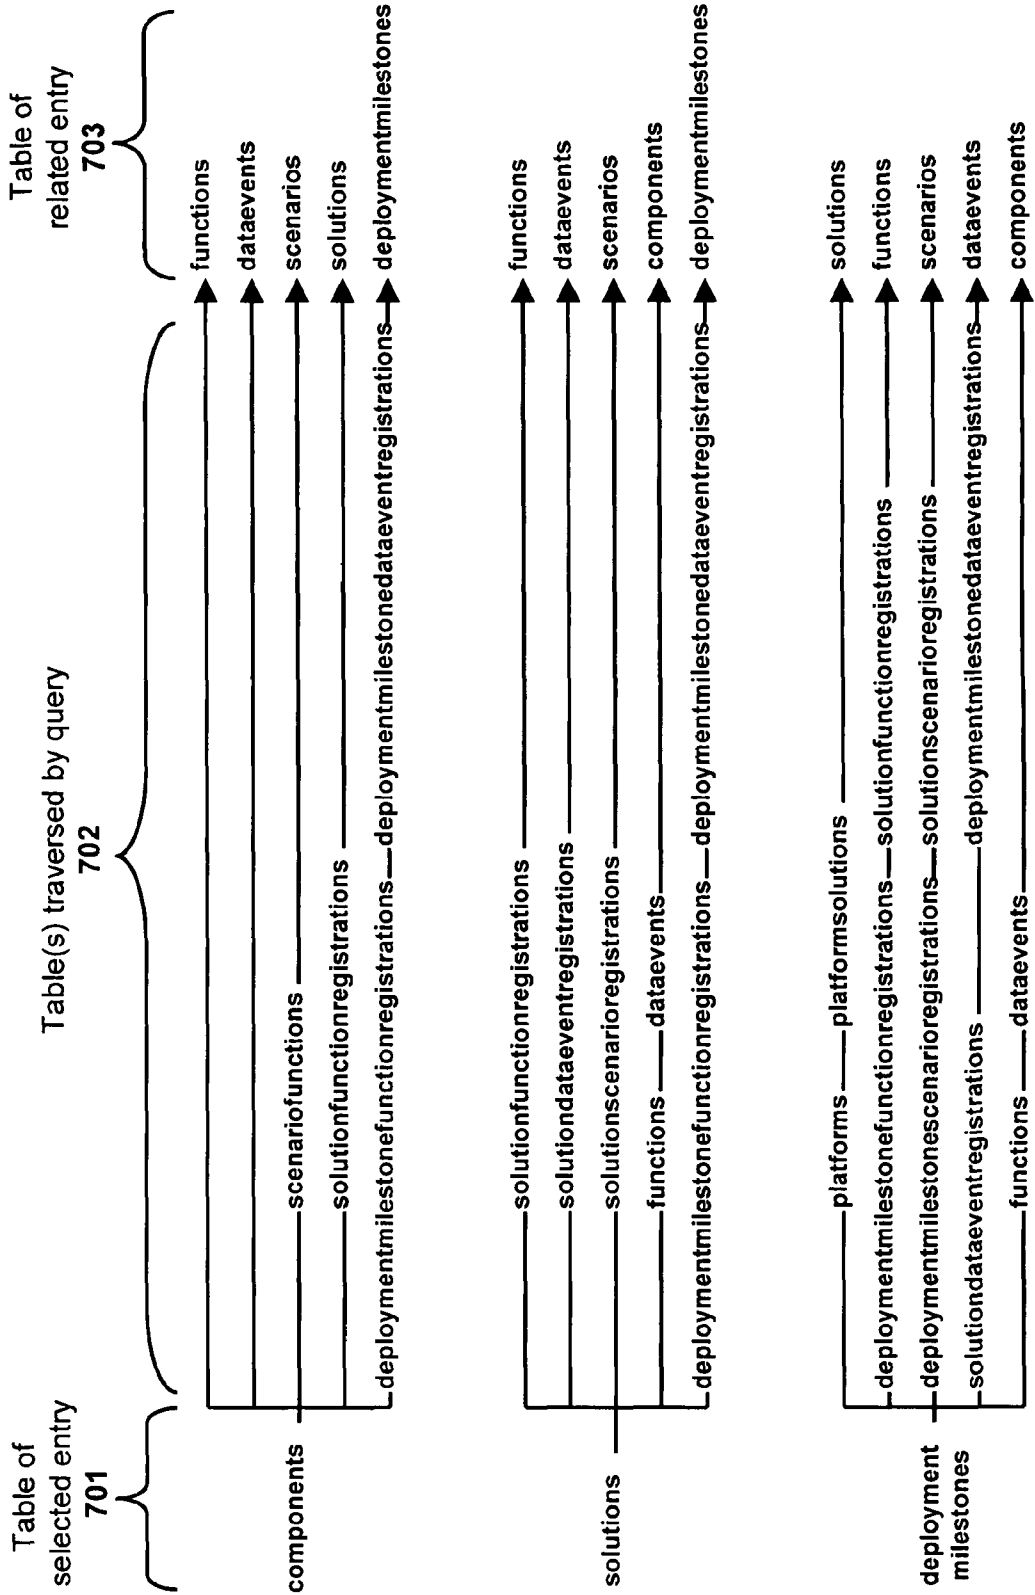 Table of
selected entry
701
Table(s) traversed by query
702
Table of
related entry
703
components
functions
dataevents
scenariofunctions
scenarios
solutionfunctionregistrations
solutions
deploymentmilestonefunctionregistrations
deploymentmilestonedataeventregistrations
deploymentmilestones
solutions
solutionfunctionregistrations
functions
solutiondataeventregistrations
dataevents
solutionscenarioregistrations
scenarios
functions
dataevents
components
deploymentmilestonefunctionregistrations
deploymentmilestonedataeventregistrations
deploymentmilestones
deployment
milestones
platforms
platformsolutions
solutions
deploymentmilestonefunctionregistrations
solutionfunctionregistrations
functions
deploymentmilestonescenarioregistrations
solutionscenarioregistrations
scenarios
solutiondataeventregistrations
deploymentmilestonedataeventregistrations
dataevents
functions
dataevents
components